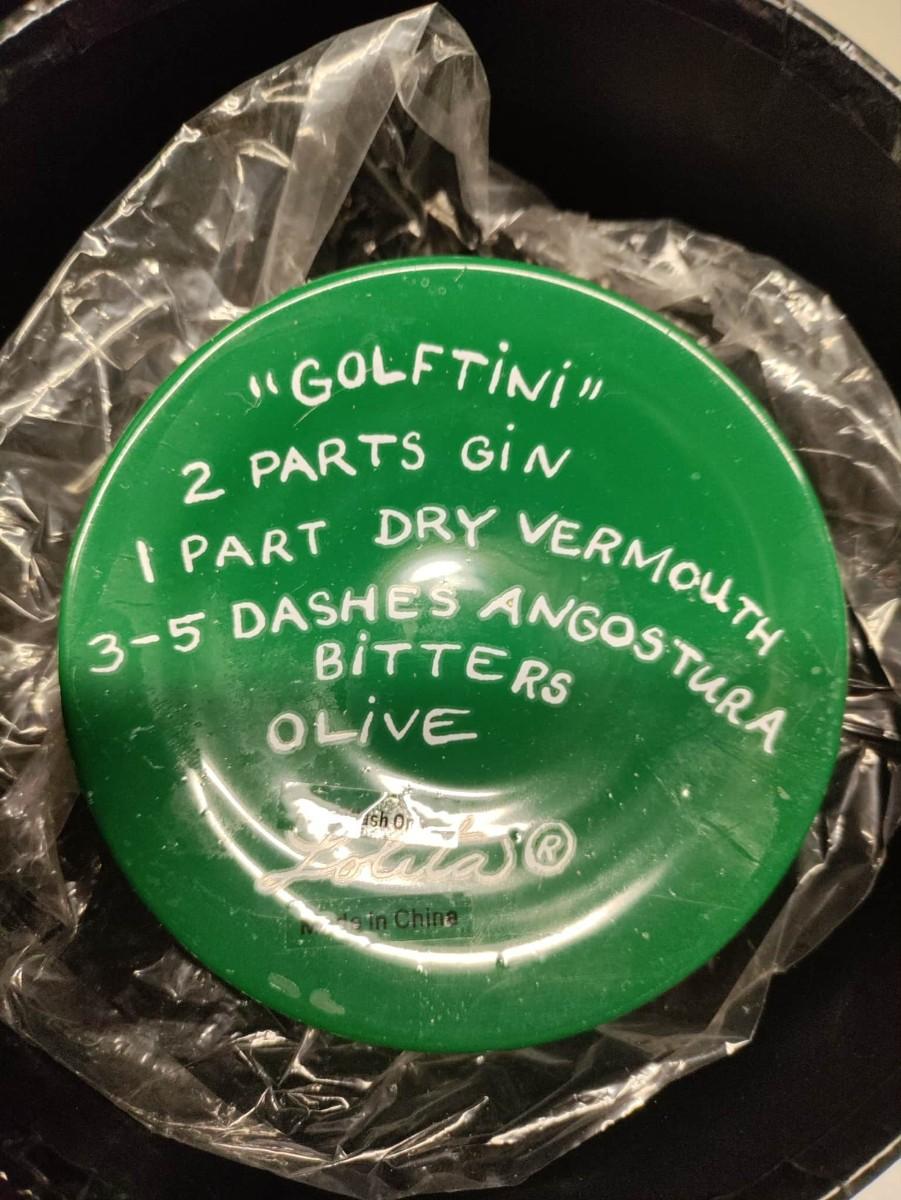 "GOLFTiNi"
2 PARTS GiN
1 PART DRY VERMOUTH
3-5 DASHES ANGOSTURA
BiTTERS
OLiVE
Lolita ®
Made in China